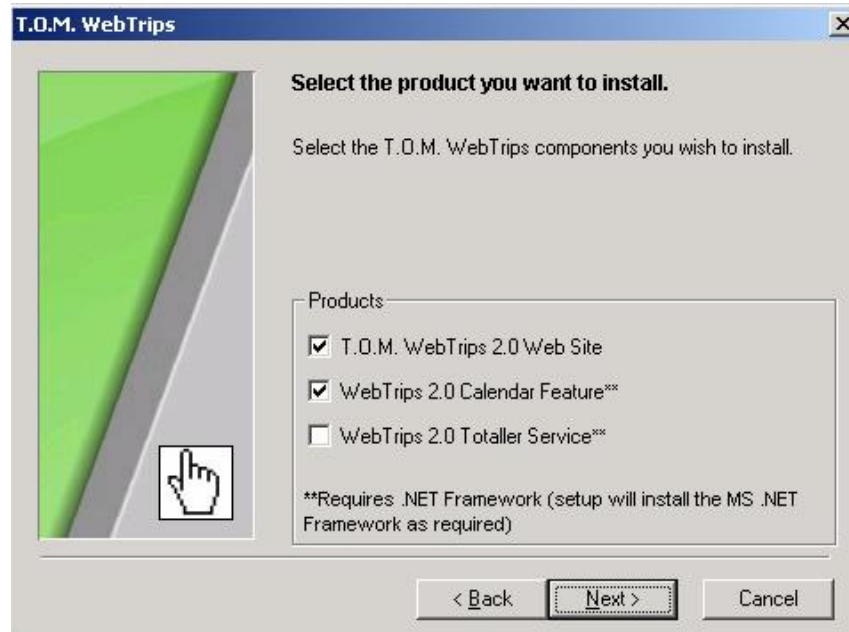 T.O.M. WebTrips
Select the product you want to install.
Select the T.O.M. WebTrips components you wish to install.
Products
T.O.M. WebTrips 2.0 Web Site
WebTrips 2.0 Calendar Feature**
WebTrips 2.0 Totaller Service**
**Requires .NET Framework (setup will install the MS .NET
Framework as required)
< Back
Next >
Cancel